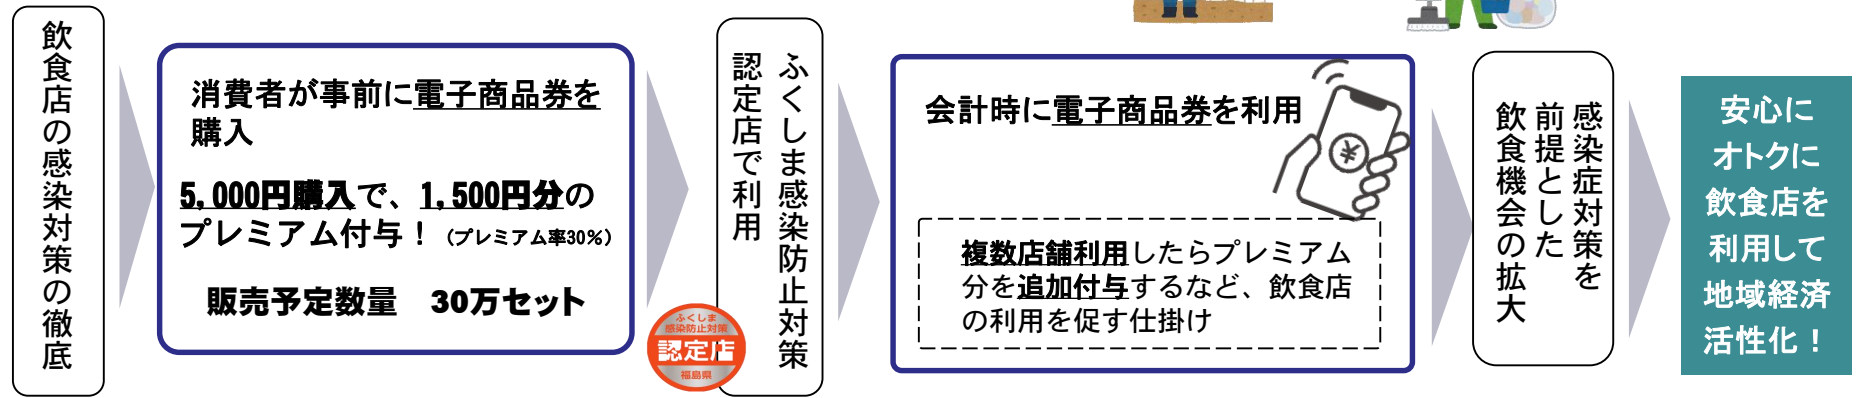 飲食店の感染対策の徹底
消費者が事前に電子商品券を
購入
5,000円購入で、1,500円分の
プレミアム付与！（プレミアム率30%）
販売予定数量　30万セット
ふくしま感染防止対策
認定店で利用
ふくしま
感染防止対策
認定店
福島県
会計時に電子商品券を利用
¥
複数店舗利用したらプレミアム
分を追加付与するなど、飲食店
の利用を促す仕掛け
感染症対策を
前提とした
飲食機会の拡大
安心に
オトクに
飲食店を
利用して
地域経済
活性化！